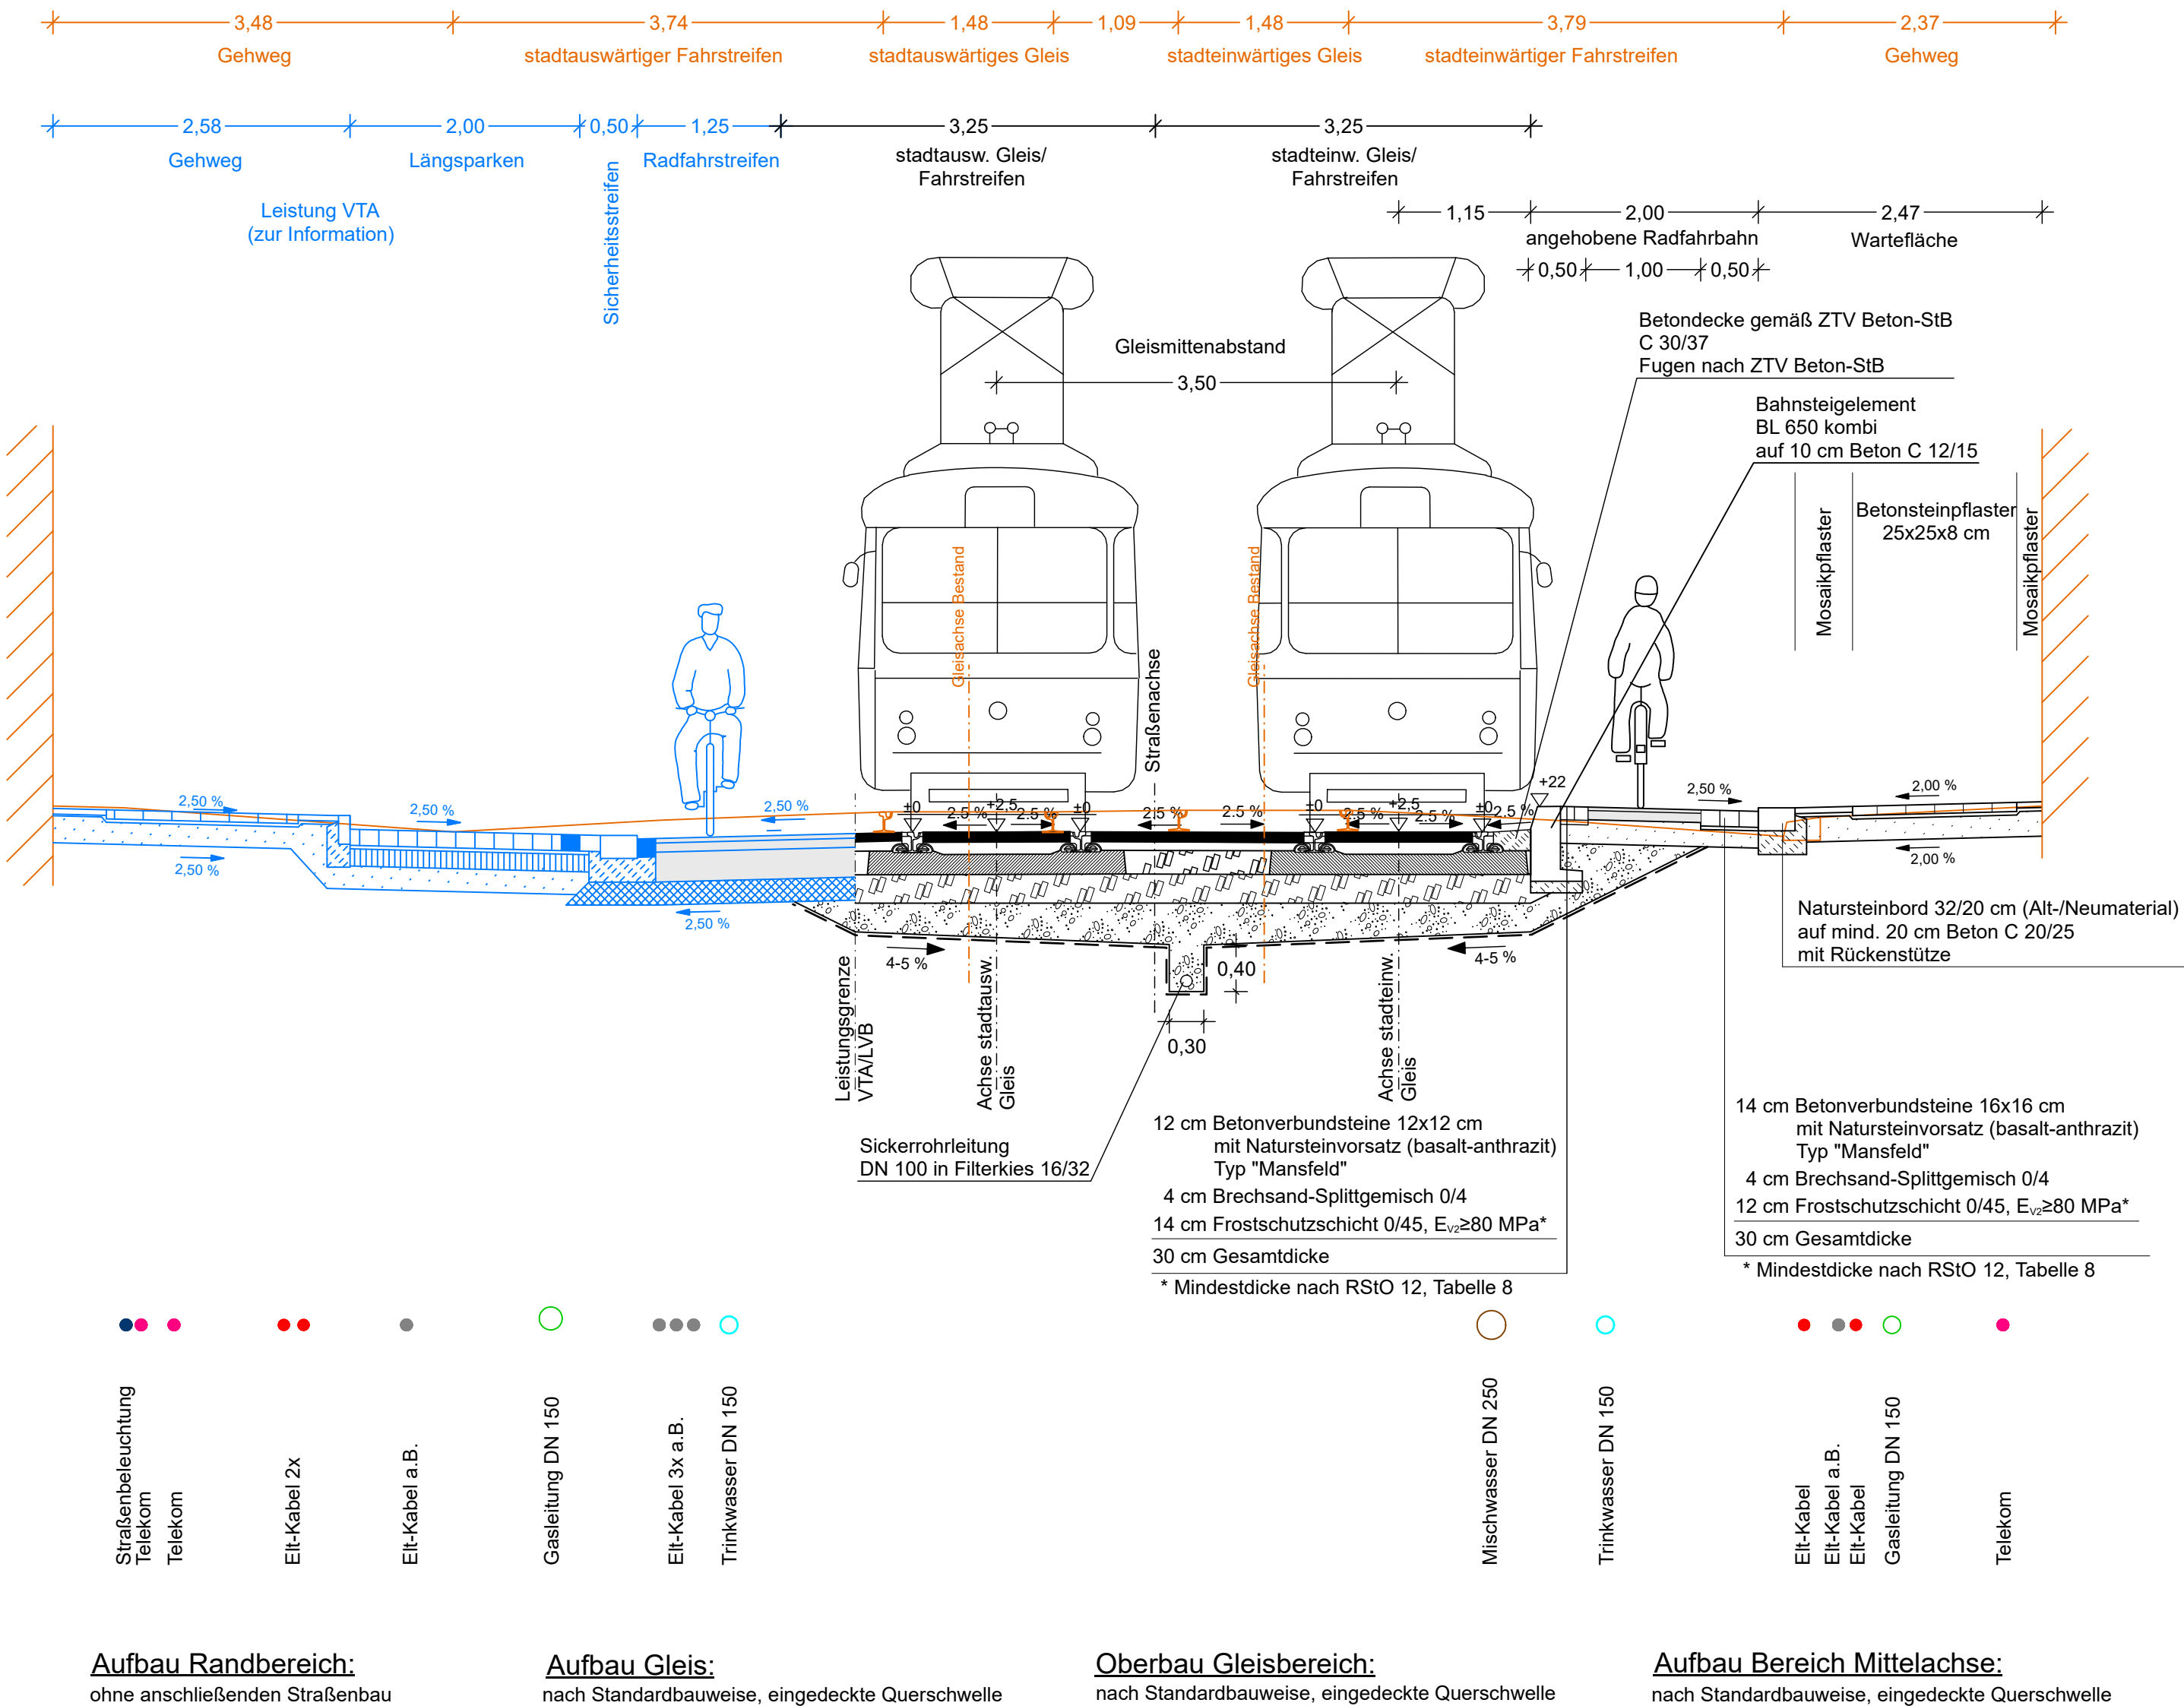 3,48
3,74
1,48
1,09
1,48
3,79
2,37
Gehweg
stadtauswärtiger Fahrstreifen
stadtauswärtiges Gleis
stadteinwärtiges Gleis
stadteinwärtiger Fahrstreifen
Gehweg
2,58
2,00
0,50
1,25
3,25
3,25
Gehweg
Längsparken
Sicherheitsstreifen
Radfahrstreifen
stadtausw. Gleis/
Fahrstreifen
stadteinw. Gleis/
Fahrstreifen
Leistung VTA
(zur Information)
1,15
2,00
2,47
angehobene Radfahrbahn
Wartefläche
0,50
1,00
0,50
Betondecke gemäß ZTV Beton-StB
C 30/37
Fugen nach ZTV Beton-StB
Gleismittenabstand
3,50
Bahnsteigelement
BL 650 kombi
auf 10 cm Beton C 12/15
Mosaikpflaster
Betonsteinpflaster
25x25x8 cm
Mosaikpflaster
Gleisachse Bestand
Straßenachse
Gleisachse Bestand
2,50 %
2,50 %
2,50 %
±0
2.5 %
+2,5
2.5 %
±0
2.5 %
2.5 %
±0
2.5 %
+2,5
2.5 %
±0
2.5 %
+22
2,50 %
2,00 %
2,50 %
2,50 %
2,00 %
4-5 %
4-5 %
0,40
0,30
Leistungsgrenze
VTA/LVB
Achse stadtausw.
Gleis
Achse stadteinw.
Gleis
Natursteinbord 32/20 cm (Alt-/Neumaterial)
auf mind. 20 cm Beton C 20/25
mit Rückenstütze
Sickerrohrleitung
DN 100 in Filterkies 16/32
12 cm Betonverbundsteine 12x12 cm
mit Natursteinvorsatz (basalt-anthrazit)
Typ "Mansfeld"
4 cm Brechsand-Splittgemisch 0/4
14 cm Frostschutzschicht 0/45, EV2≥80 MPa*
30 cm Gesamtdicke
* Mindestdicke nach RStO 12, Tabelle 8
14 cm Betonverbundsteine 16x16 cm
mit Natursteinvorsatz (basalt-anthrazit)
Typ "Mansfeld"
4 cm Brechsand-Splittgemisch 0/4
12 cm Frostschutzschicht 0/45, EV2≥80 MPa*
30 cm Gesamtdicke
* Mindestdicke nach RStO 12, Tabelle 8
Straßenbeleuchtung
Telekom
Telekom
Elt-Kabel 2x
Elt-Kabel a.B.
Gasleitung DN 150
Elt-Kabel 3x a.B.
Trinkwasser DN 150
Mischwasser DN 250
Trinkwasser DN 150
Elt-Kabel
Elt-Kabel a.B.
Elt-Kabel
Gasleitung DN 150
Telekom
Aufbau Randbereich:
ohne anschließenden Straßenbau
Aufbau Gleis:
nach Standardbauweise, eingedeckte Querschwelle
Oberbau Gleisbereich:
nach Standardbauweise, eingedeckte Querschwelle
Aufbau Bereich Mittelachse:
nach Standardbauweise, eingedeckte Querschwelle